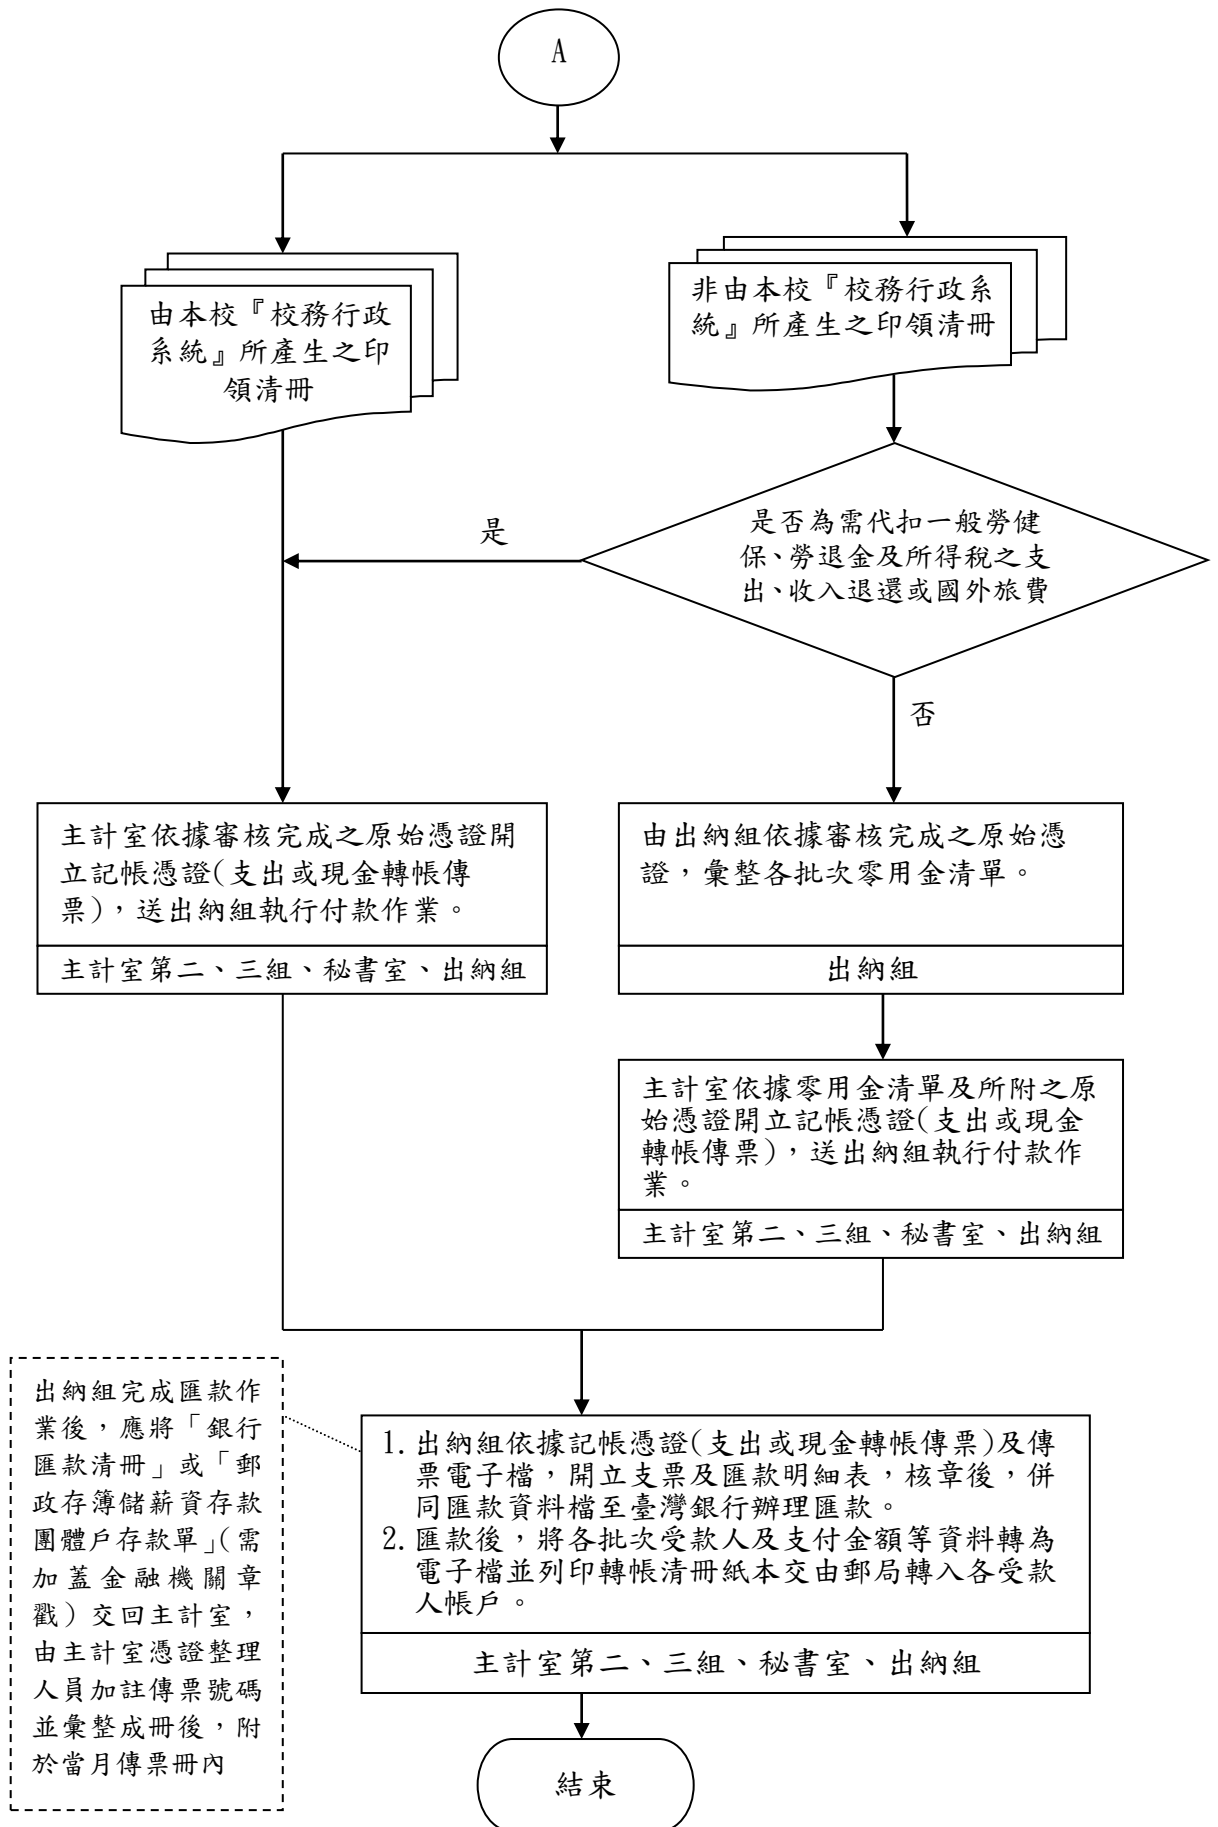 A
由本校『校務行政
系統』所產生之印
領清冊
非由本校『校務行政系
統』所產生之印領清冊
是否為需代扣一般勞健
保、勞退金及所得稅之支
出、收入退還或國外旅費
是
否
主計室依據審核完成之原始憑證開
立記帳憑證(支出或現金轉帳傳
票)，送出納組執行付款作業。
主計室第二、三組、秘書室、出納組
由出納組依據審核完成之原始憑
證，彙整各批次零用金清單。
出納組
主計室依據零用金清單及所附之原
始憑證開立記帳憑證(支出或現金
轉帳傳票)，送出納組執行付款作
業。
主計室第二、三組、秘書室、出納組
出納組完成匯款作
業後，應將「銀行
匯款清冊」或「郵
政存簿儲薪資存款
團體戶存款單」(需
加蓋金融機關章
戳)交回主計室，
由主計室憑證整理
人員加註傳票號碼
並彙整成冊後，附
於當月傳票冊內
1. 出納組依據記帳憑證(支出或現金轉帳傳票)及傳
票電子檔，開立支票及匯款明細表，核章後，併
同匯款資料檔至臺灣銀行辦理匯款。
2. 匯款後，將各批次受款人及支付金額等資料轉為
電子檔並列印轉帳清冊紙本交由郵局轉入各受款
人帳戶。
主計室第二、三組、秘書室、出納組
結束